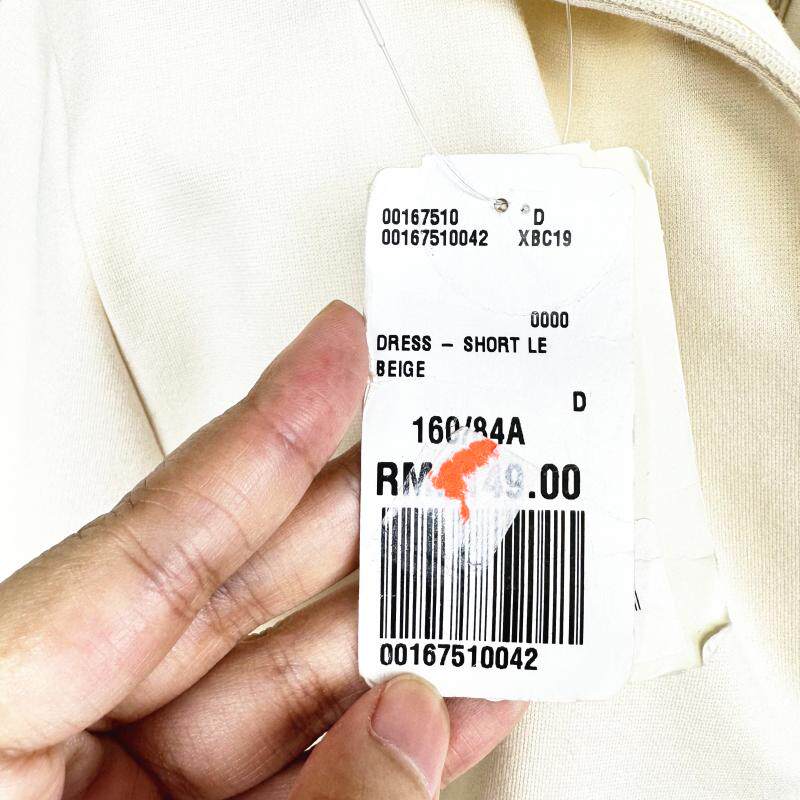 00167510 D
00167510042 XBC19
0000
DRESS – SHORT LE
BEIGE
D
160/84A
00167510042